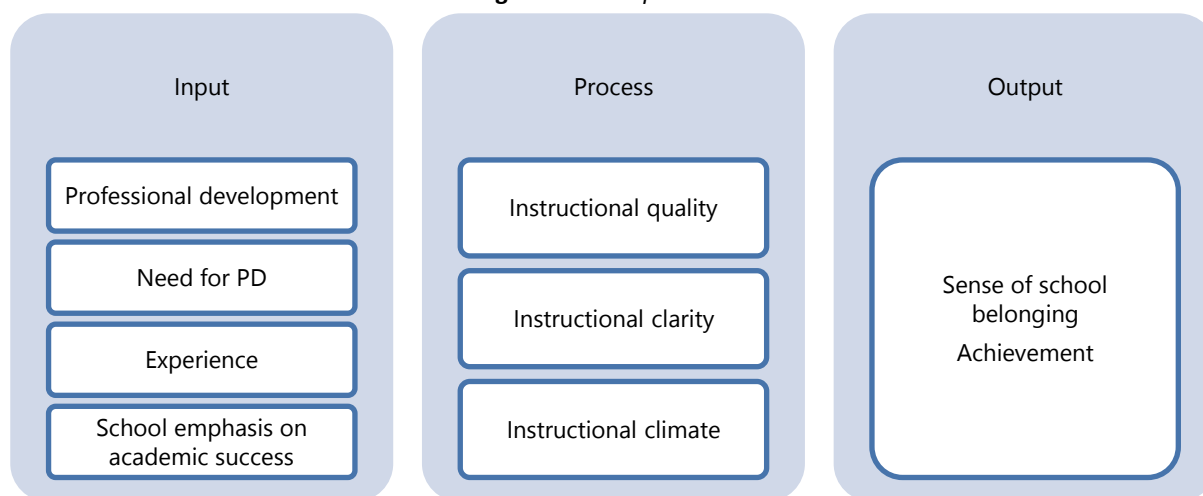 Input
Professional development
Need for PD
Experience
School emphasis on
academic success
Process
Instructional quality
Instructional clarity
Instructional climate
Output
Sense of school
belonging
Achievement